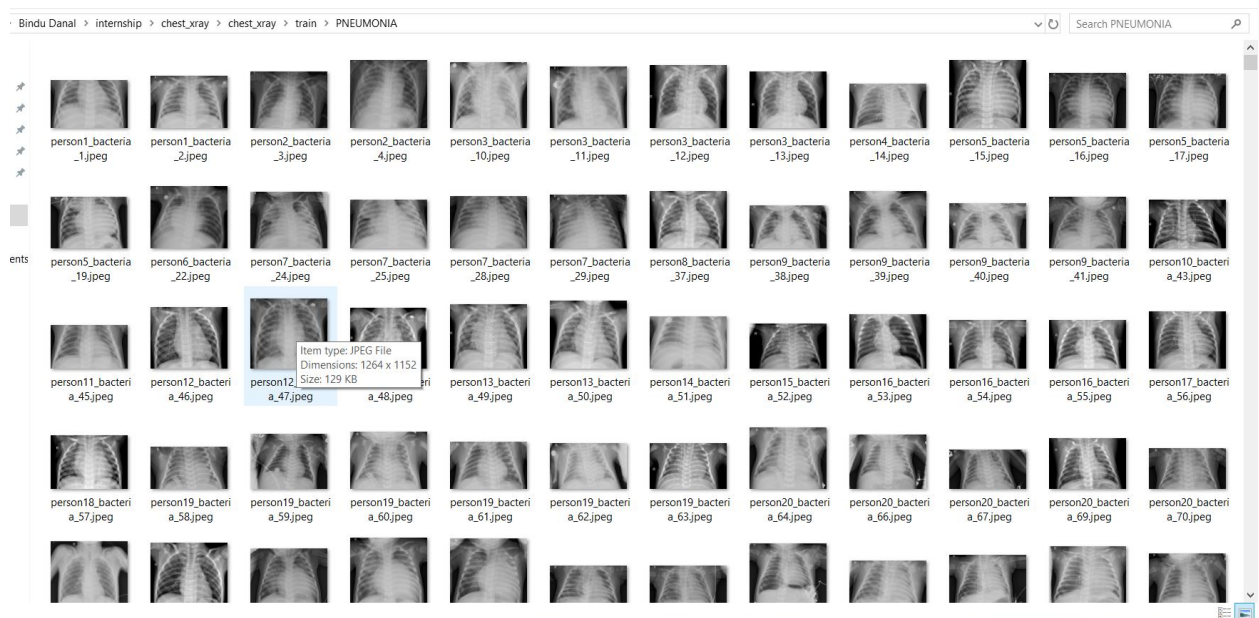 Bindu Danal > internship > chest_xray > chest_xray > train > PNEUMONIA
Search PNEUMONIA
person1_bacteria person1_bacteria person2_bacteria person2_bacteria person3_bacteria person3_bacteria person3_bacteria person3_bacteria person4_bacteria person5_bacteria person5_bacteria person5_bacteria
_1.jpeg _2.jpeg _3.jpeg _4.jpeg _10.jpeg _11.jpeg _12.jpeg _13.jpeg _14.jpeg _15.jpeg _16.jpeg _17.jpeg
ents person5_bacteria person6_bacteria person7_bacteria person7_bacteria person7_bacteria person7_bacteria person8_bacteria person9_bacteria person9_bacteria person9_bacteria person9_bacteria person10_bacteri
_19.jpeg _22.jpeg _24.jpeg _25.jpeg _28.jpeg _29.jpeg _37.jpeg _38.jpeg _39.jpeg _40.jpeg _41.jpeg a_43.jpeg
Item type: JPEG File
Dimensions: 1264 x 1152
Size: 129 KB
person11_bacteri person12_bacteri person12_ eri person13_bacteri person13_bacteri person14_bacteri person15_bacteri person16_bacteri person16_bacteri person16_bacteri person17_bacteri
a_45.jpeg a_46.jpeg a_47.jpeg a_48.jpeg a_49.jpeg a_50.jpeg a_51.jpeg a_52.jpeg a_53.jpeg a_54.jpeg a_55.jpeg a_56.jpeg
person18_bacteri person19_bacteri person19_bacteri person19_bacteri person19_bacteri person19_bacteri person19_bacteri person20_bacteri person20_bacteri person20_bacteri person20_bacteri person20_bacteri
a_57.jpeg a_58.jpeg a_59.jpeg a_60.jpeg a_61.jpeg a_62.jpeg a_63.jpeg a_64.jpeg a_66.jpeg a_67.jpeg a_69.jpeg a_70.jpeg